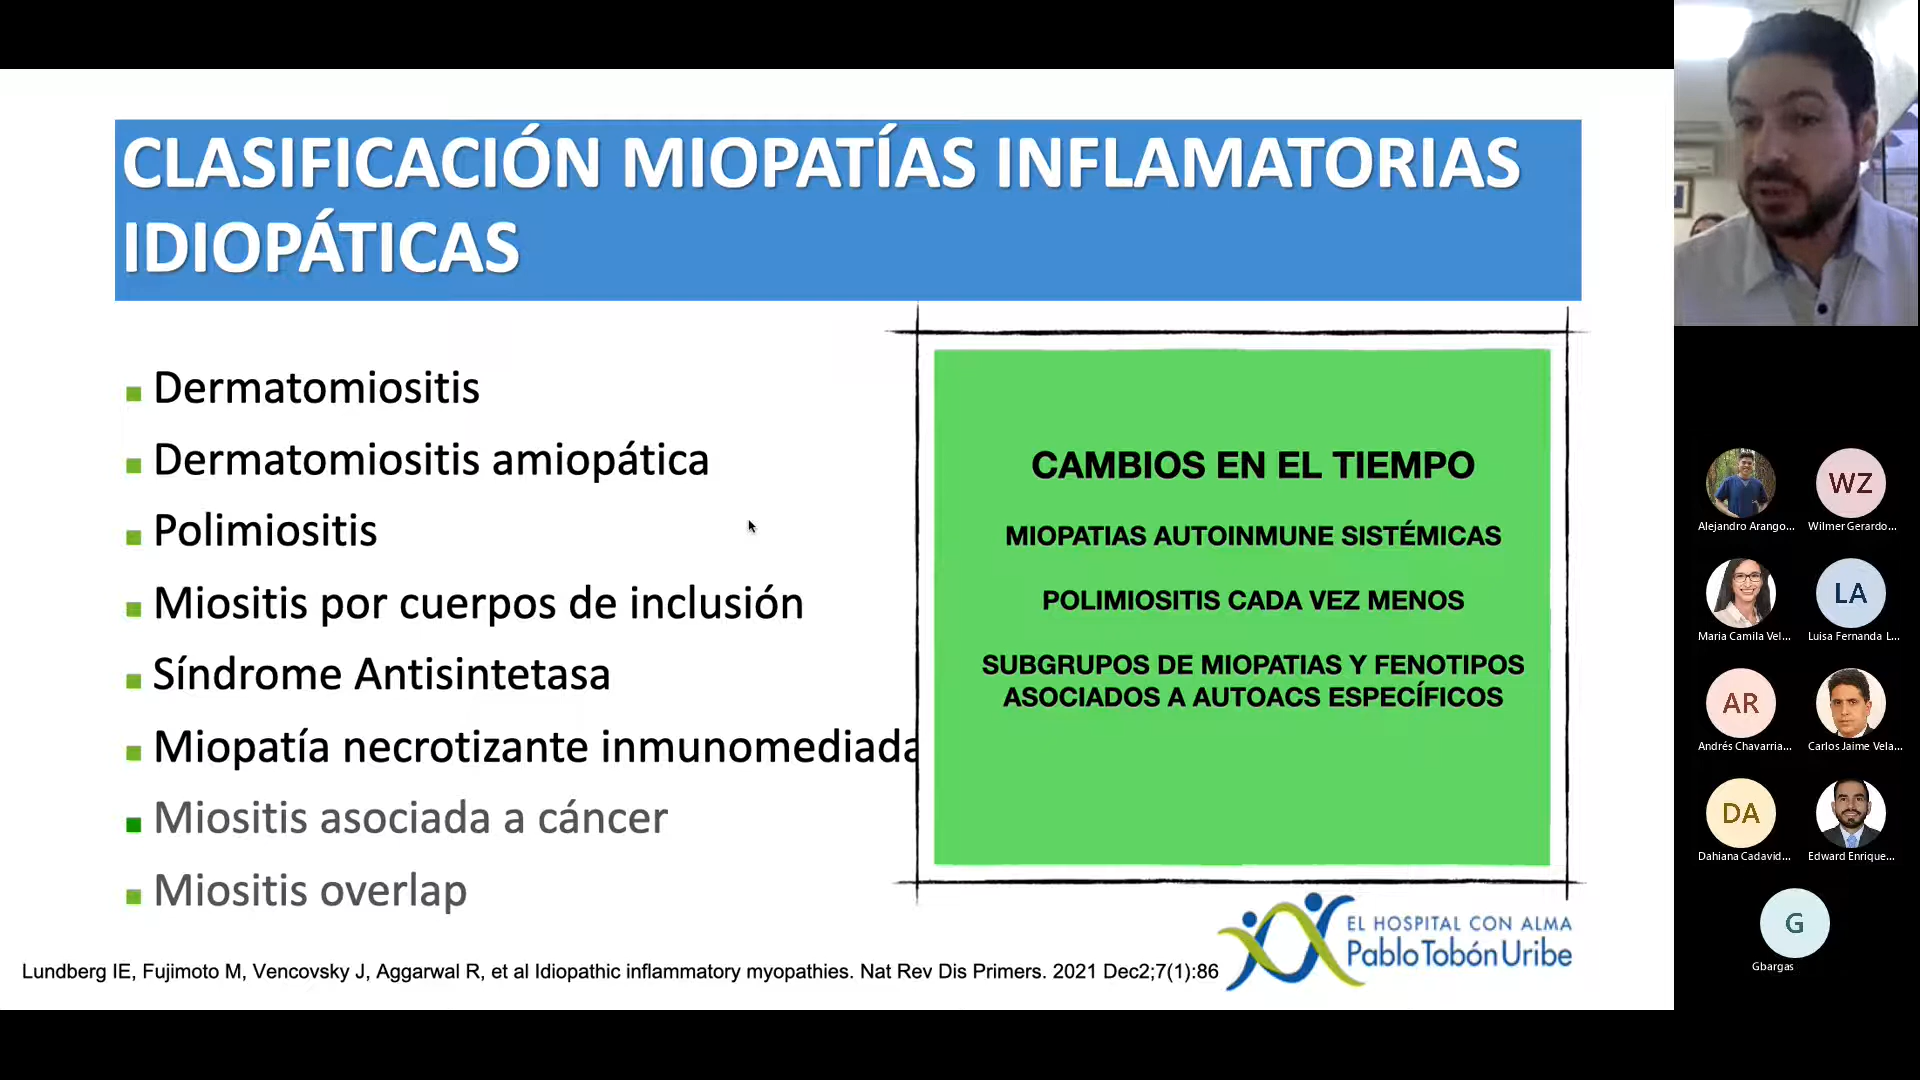 CLASIFICACIÓN MIOPATÍAS INFLAMATORIAS
IDIOPÁTICAS
Dermatomiositis
Dermatomiositis amiopática
Polimiositis
Miositis por cuerpos de inclusión
Síndrome Antisintetasa
Miopatía necrotizante inmunomediada
Miositis asociada a cáncer
Miositis overlap
CAMBIOS EN EL TIEMPO
MIOPATIAS AUTOINMUNE SISTÉMICAS
POLIMIOSITIS CADA VEZ MENOS
SUBGRUPOS DE MIOPATIAS Y FENOTIPOS
ASOCIADOS A AUTOACS ESPECÍFICOS
EL HOSPITAL CON ALMA
Pablo Tobón Uribe
Lundberg IE, Fujimoto M, Vencovsky J, Aggarwal R, et al Idiopathic inflammatory myopathies. Nat Rev Dis Primers. 2021 Dec2;7(1):86
WZ
Alejandro Arango...
Wilmer Gerardo...
LA
Maria Camila Vel...
Luisa Fernanda L...
AR
Andrés Chavarria...
Carlos Jaime Vela...
DA
Dahiana Cadavid...
Edward Enrique...
G
Gbargas